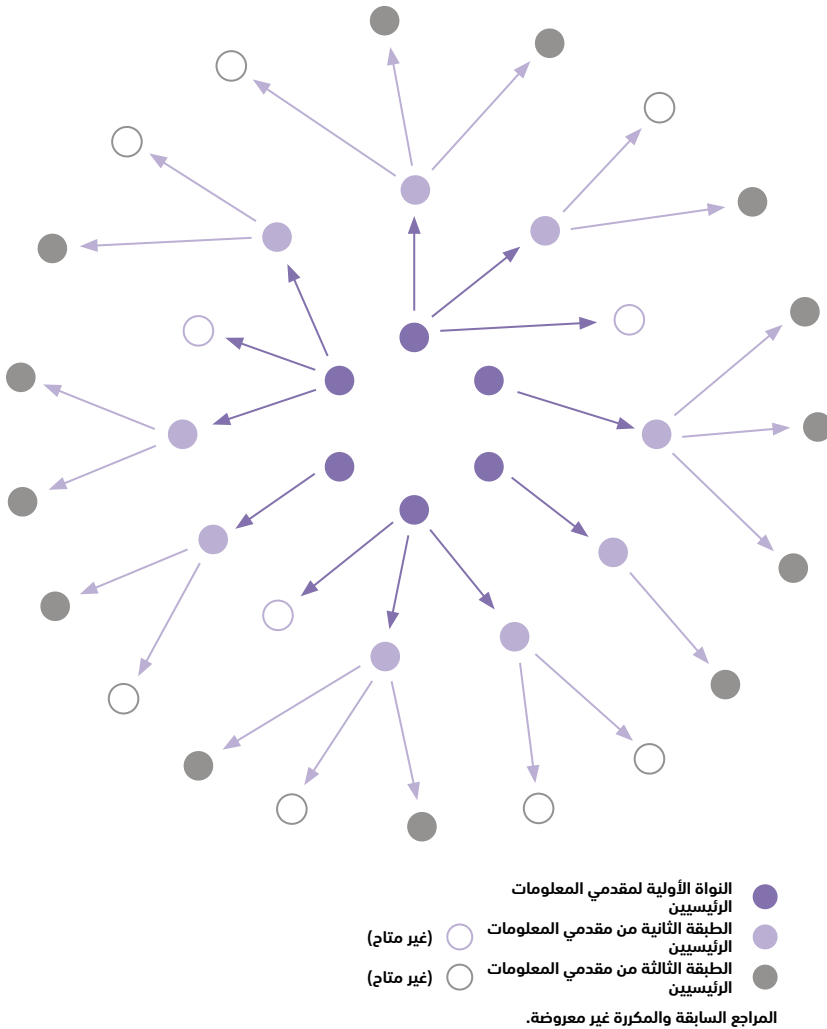 النواة الأولية لمقدمي المعلومات
الرئيسيين
الطبقة الثانية من مقدمي المعلومات
الرئيسيين
(غير متاح)
الطبقة الثالثة من مقدمي المعلومات
الرئيسيين
(غير متاح)
المراجع السابقة والمكررة غير معروضة.